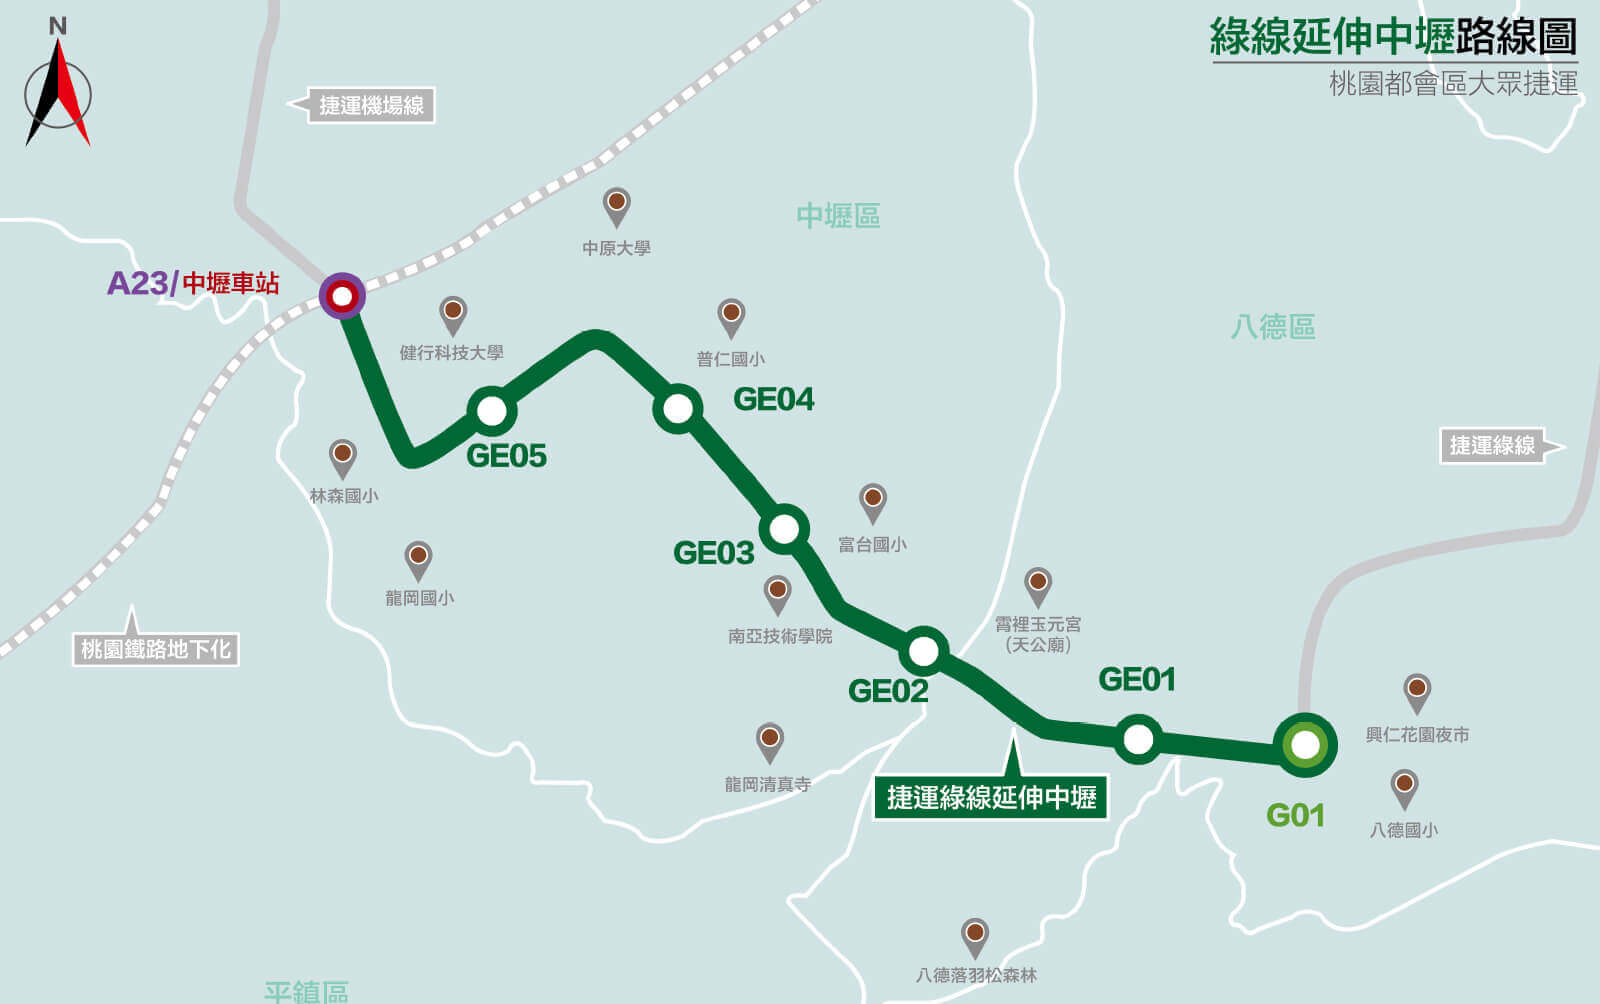 N
綠線延伸中壢路線圖
桃園都會區大眾捷運
捷運機場線
中原大學
中壢區
A23/中壢車站
健行科技大學
普仁國小
八德區
GE04
GE05
捷運綠線
林森國小
GE03
富台國小
龍岡國小
南亞技術學院
霄裡玉元宮
(天公廟)
桃園鐵路地下化
GE02
GE01
興仁花園夜市
龍岡清真寺
捷運綠線延伸中壢
G01
八德國小
八德落羽松森林
平鎮區